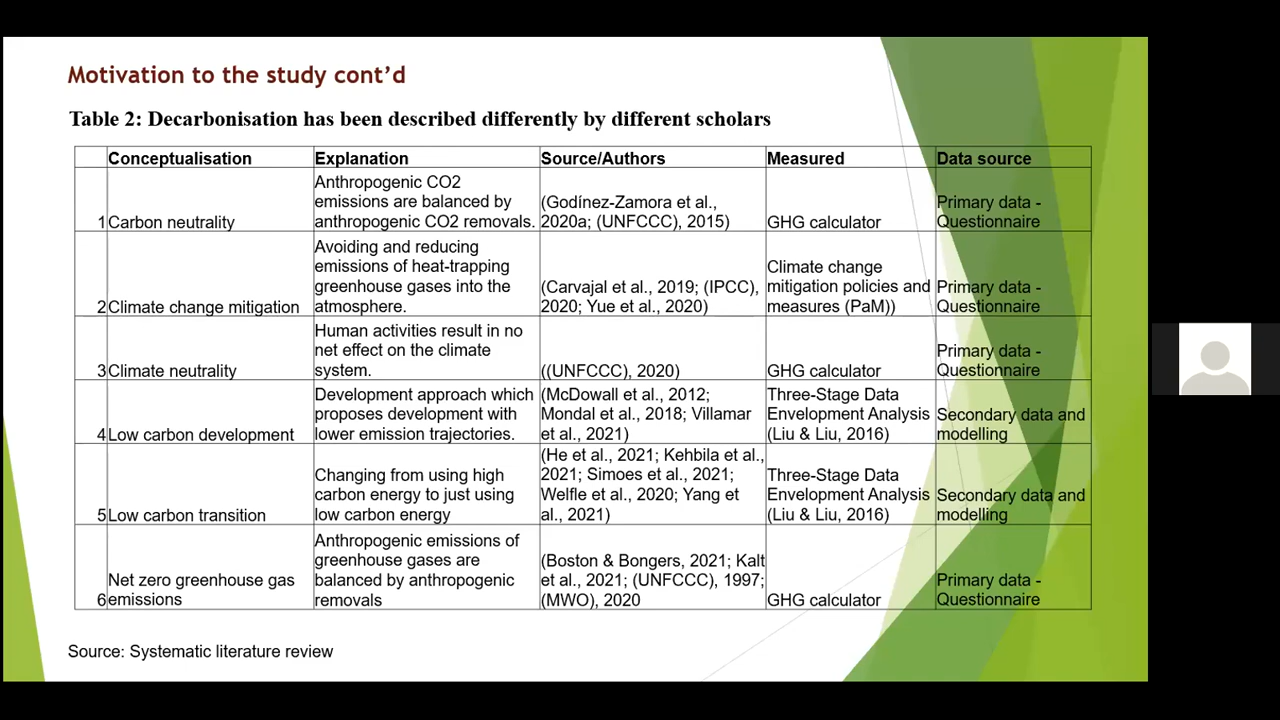 Motivation to the study cont'd
Table 2: Decarbonisation has been described differently by different scholars
Conceptualisation Explanation Source/Authors Measured Data source
1 Carbon neutrality
Anthropogenic CO2
emissions are balanced by
anthropogenic CO2 removals.
(Godínez-Zamora et al.,
2020a; (UNFCCC), 2015)
GHG calculator
Primary data -
Questionnaire
2 Climate change mitigation
Avoiding and reducing
emissions of heat-trapping
greenhouse gases into the
atmosphere.
(Carvajal et al., 2019; (IPCC),
2020; Yue et al., 2020)
Climate change
mitigation policies and
measures (PaM))
Primary data -
Questionnaire
3 Climate neutrality
Human activities result in no
net effect on the climate
system.
((UNFCCC), 2020)
GHG calculator
Primary data -
Questionnaire
4 Low carbon development
Development approach which
proposes development with
lower emission trajectories.
(McDowall et al., 2012;
Mondal et al., 2018; Villamar
et al., 2021)
Three-Stage Data
Envelopment Analysis
(Liu & Liu, 2016)
Secondary data and
modelling
5 Low carbon transition
Changing from using high
carbon energy to just using
low carbon energy
(He et al., 2021; Kehbila et al.,
2021; Simoes et al., 2021;
Welfle et al., 2020; Yang et
al., 2021)
Three-Stage Data
Envelopment Analysis
(Liu & Liu, 2016)
Secondary data and
modelling
6 Net zero greenhouse gas
emissions
Anthropogenic emissions of
greenhouse gases are
balanced by anthropogenic
removals
(Boston & Bongers, 2021; Kalt
et al., 2021; (UNFCCC), 1997;
(MWO), 2020
GHG calculator
Primary data -
Questionnaire
Source: Systematic literature review